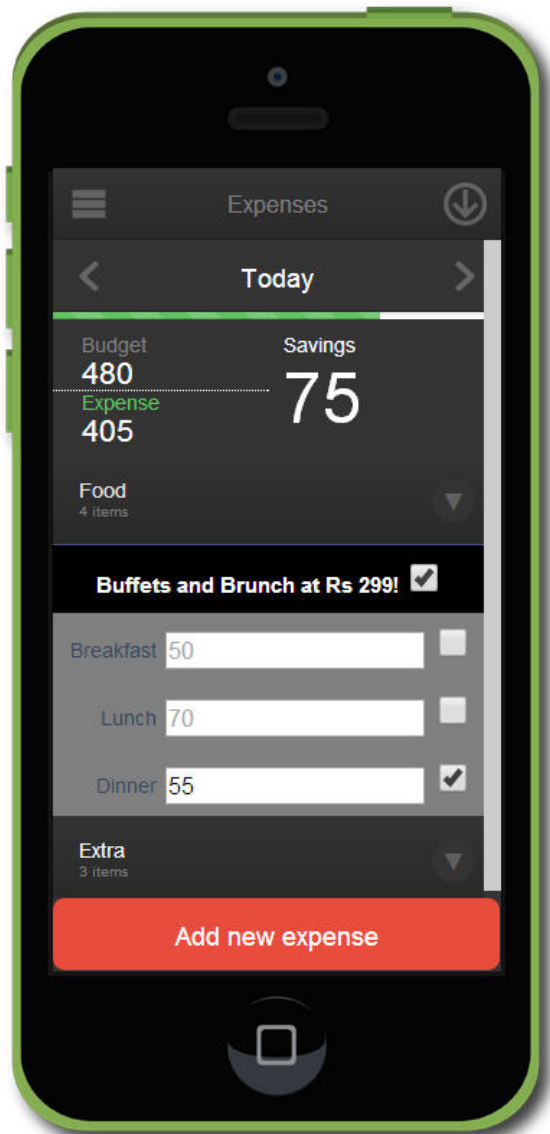 Expenses
Today
Budget
480
Expense
405
Savings
75
Food
4 items
Buffets and Brunch at Rs 299!
Breakfast 50
Lunch 70
Dinner 55
Extra
3 items
Add new expense